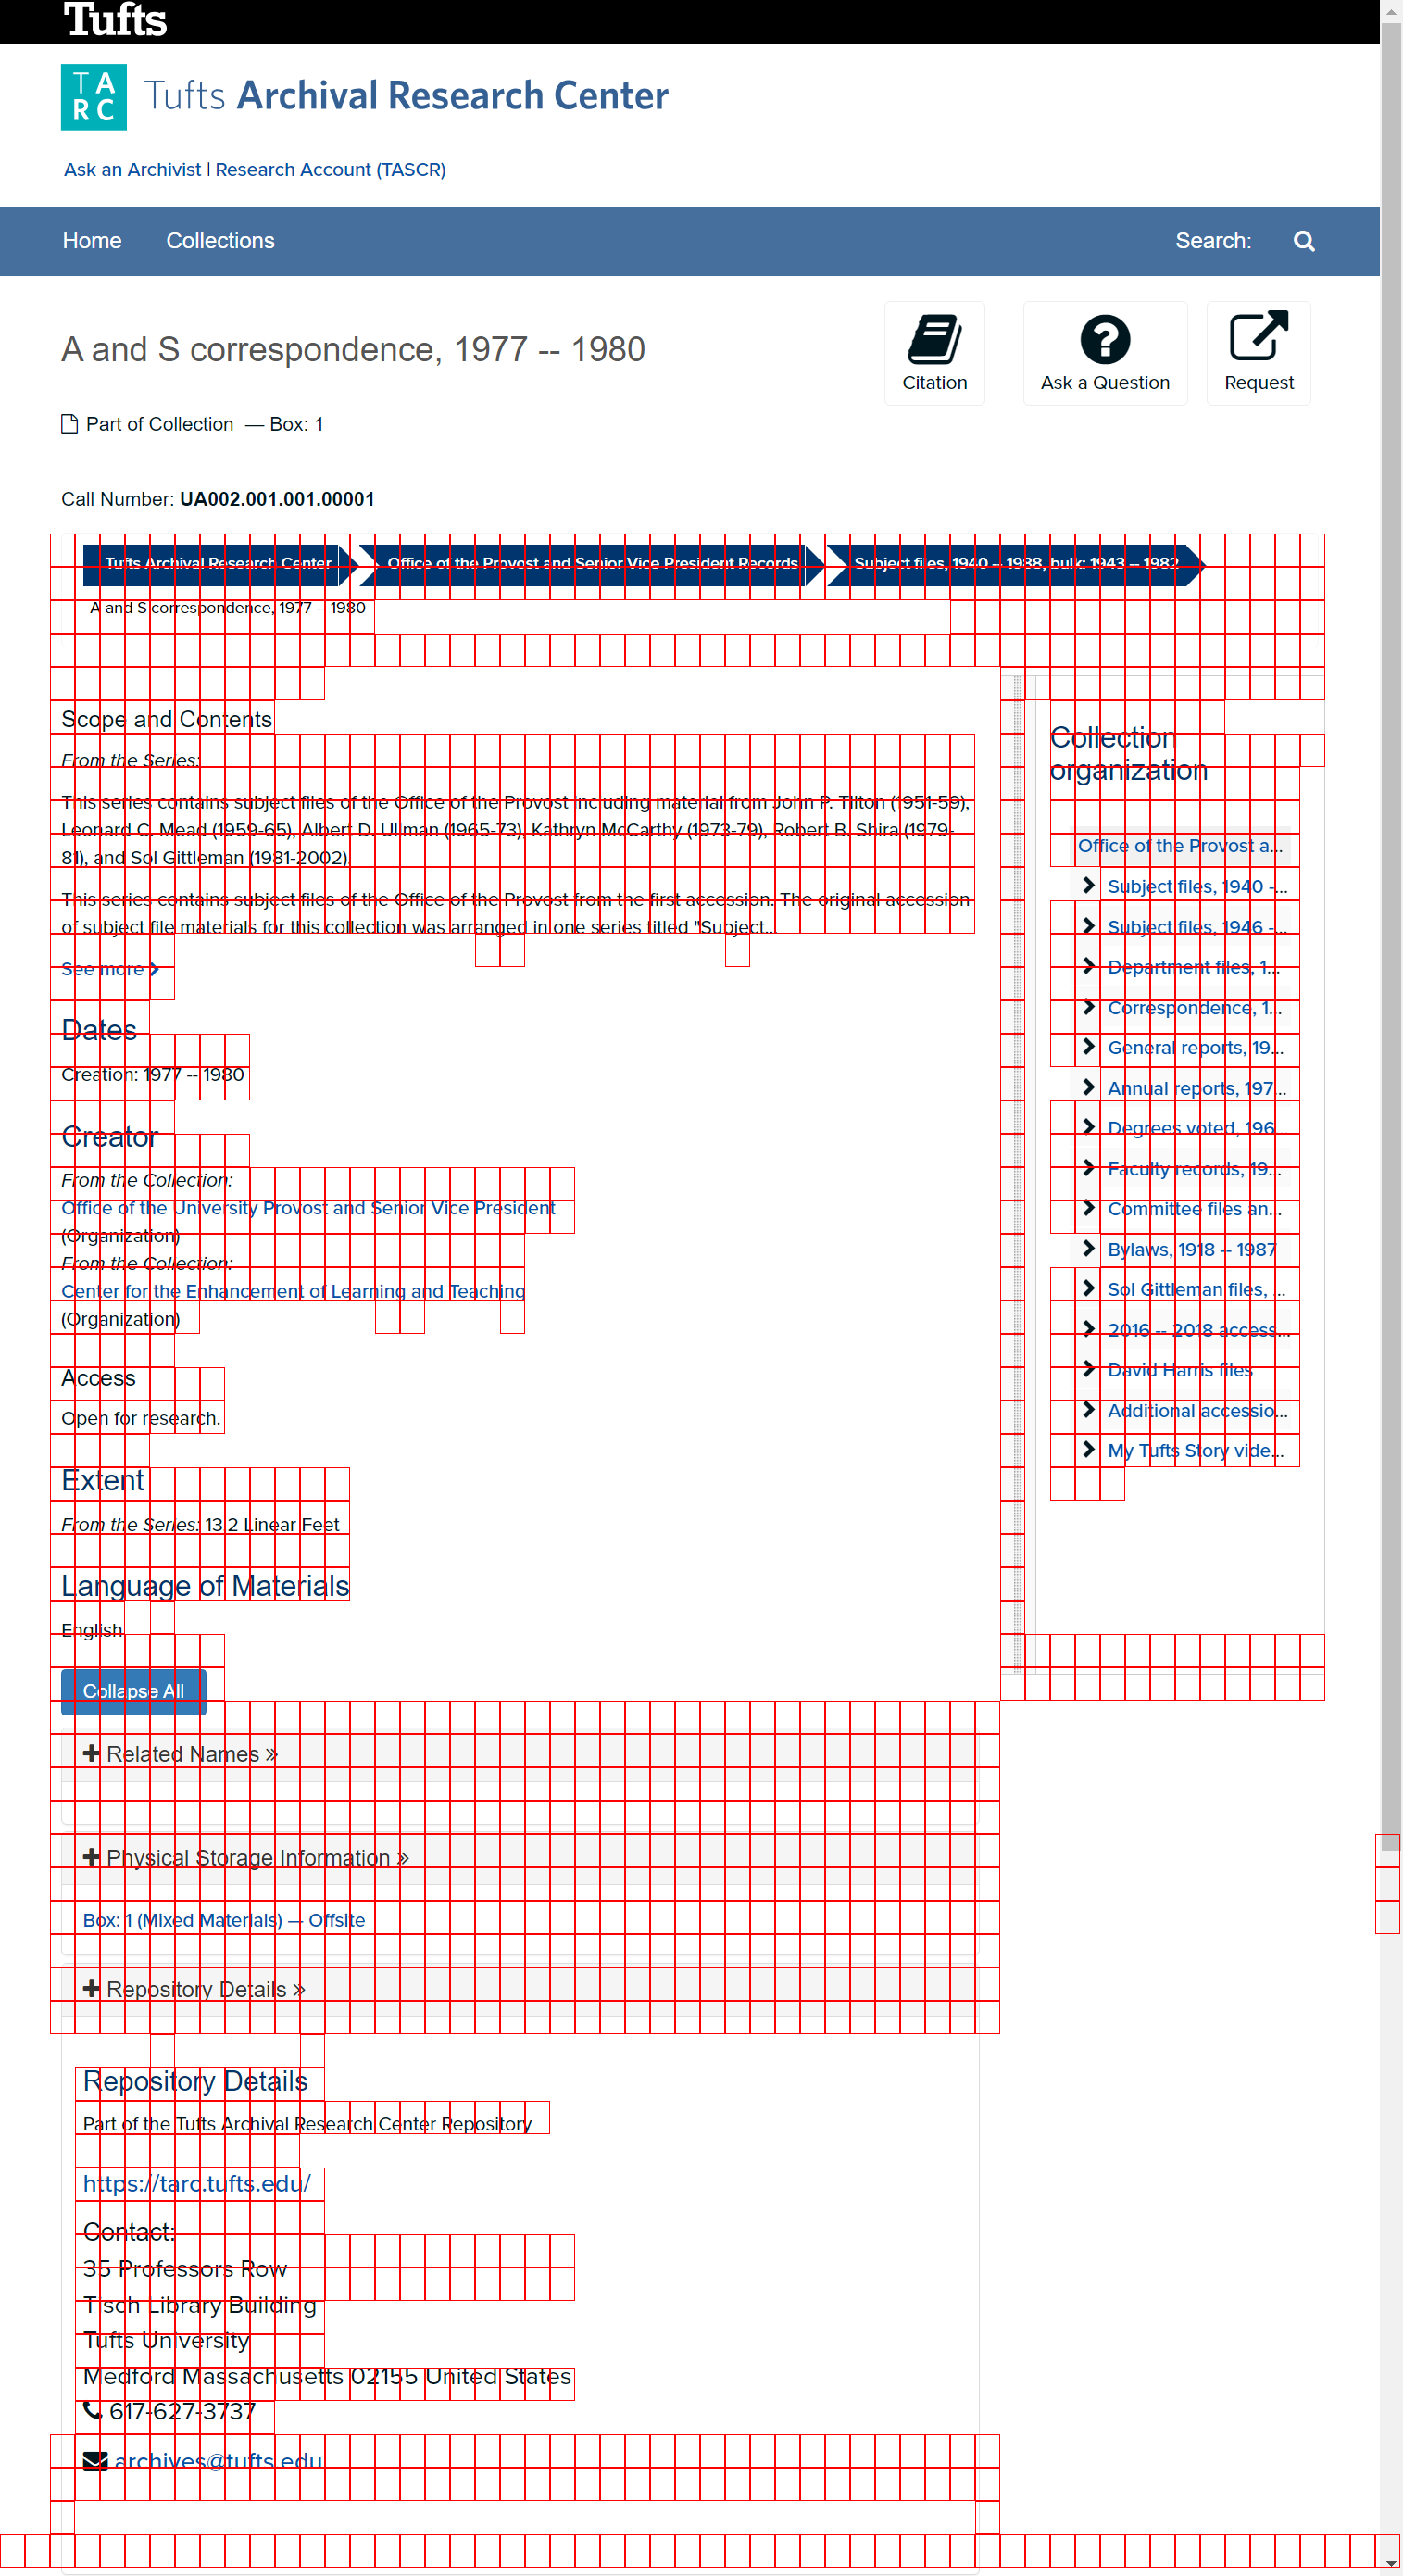 Tufts
TA
RC
Tufts Archival Research Center
Ask an Archivist | Research Account (TASCR)
Home Collections Search:
A and S correspondence, 1977 -- 1980
Citation Ask a Question Request
Part of Collection — Box: 1
Call Number: UA002.001.001.00001
Tufts Archival Research Center Office of the Provost and Senior Vice President Records Subject files, 1940 -- 1988, bulk: 1943 -- 1982
A and S correspondence, 1977 -- 1980
Scope and Contents
From the Series:
This series contains subject files of the Office of the Provost including material from John P. Tilton (1951-59),
Leonard C. Mead (1959-65), Albert D. Ullman (1965-73), Kathryn McCarthy (1973-79), Robert B. Shira (1979-
81), and Sol Gittleman (1981-2002).
This series contains subject files of the Office of the Provost from the first accession. The original accession
of subject file materials for this collection was arranged in one series titled "Subject...
See more
Dates
Creation: 1977 -- 1980
Creator
From the Collection:
Office of the University Provost and Senior Vice President
(Organization)
From the Collection:
Center for the Enhancement of Learning and Teaching
(Organization)
Access
Open for research.
Extent
From the Series: 13.2 Linear Feet
Language of Materials
English
Collapse All
Related Names »
Physical Storage Information »
Box: 1 (Mixed Materials) — Offsite
Repository Details »
Repository Details
Part of the Tufts Archival Research Center Repository
https://tarc.tufts.edu/
Contact:
35 Professors Row
Tisch Library Building
Tufts University
Medford Massachusetts 02155 United States
617-627-3737
archives@tufts.edu
Collection
organization
Office of the Provost a...
Subject files, 1940 -...
Subject files, 1946 -...
Department files, 1...
Correspondence, 1...
General reports, 19...
Annual reports, 197...
Degrees voted, 196...
Faculty records, 19...
Committee files an...
Bylaws, 1918 -- 1987
Sol Gittleman files, ...
2016 -- 2018 access...
David Harris files
Additional accessio...
My Tufts Story vide...